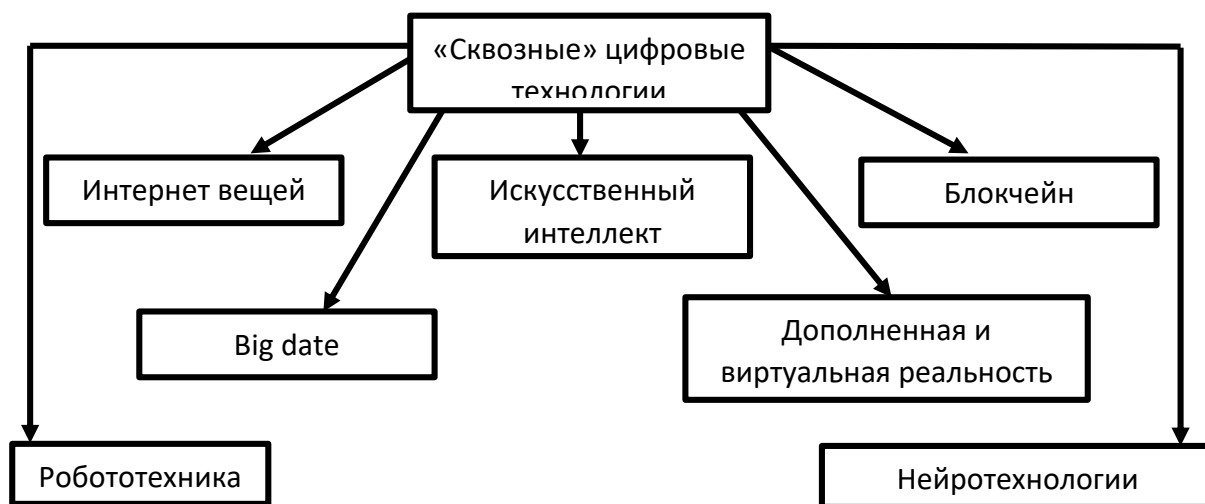 «Сквозные» цифровые
технологии
Интернет вещей
Искусственный
интеллект
Блокчейн
Big date
Дополненная и
виртуальная реальность
Робототехника
Нейротехнологии